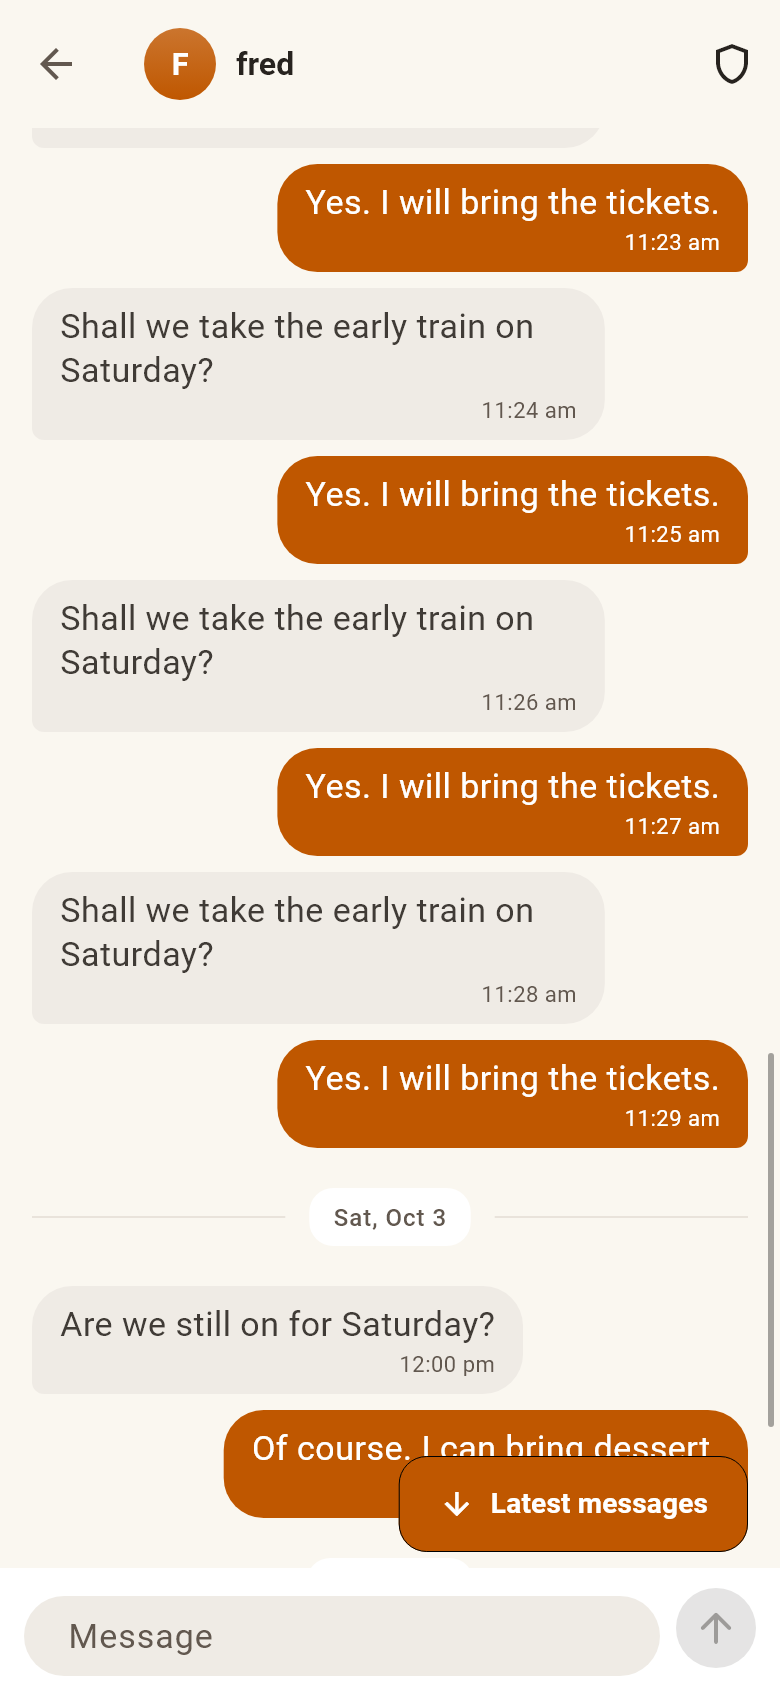 F
fred
Yes. I will bring the tickets.
11:23 am
Shall we take the early train on
Saturday?
11:24 am
Yes. I will bring the tickets.
11:25 am
Shall we take the early train on
Saturday?
11:26 am
Yes. I will bring the tickets.
11:27 am
Shall we take the early train on
Saturday?
11:28 am
Yes. I will bring the tickets.
11:29 am
Sat, Oct 3
Are we still on for Saturday?
12:00 pm
Of course. I can bring dessert
Latest messages
Message